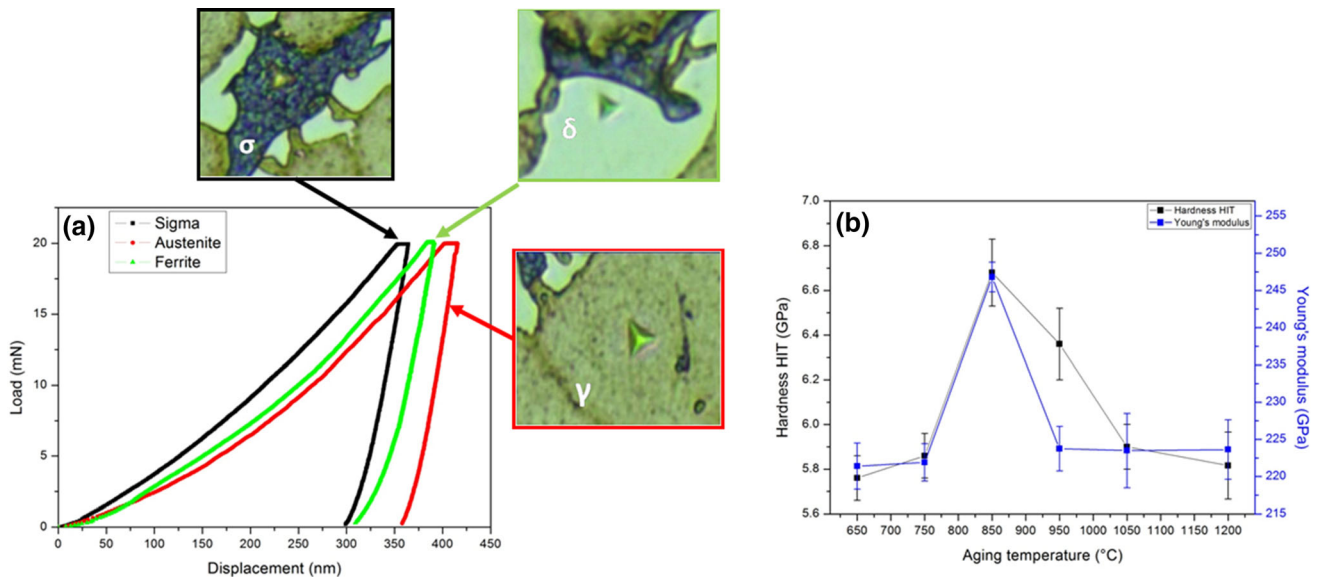 σ
δ
γ
(a)
Sigma
Austenite
Ferrite
20
15
10
5
0
Load (mN)
0 50 100 150 200 250 300 350 400 450
Displacement (nm)
(b)
Hardness HIT
Young's modulus
7.0
6.8
6.6
6.4
6.2
6.0
5.8
5.6
Hardness HIT (GPa)
255
250
245
240
235
230
225
220
215
Young's modulus (GPa)
650 700 750 800 850 900 950 1000 1050 1100 1150 1200
Aging temperature (°C)